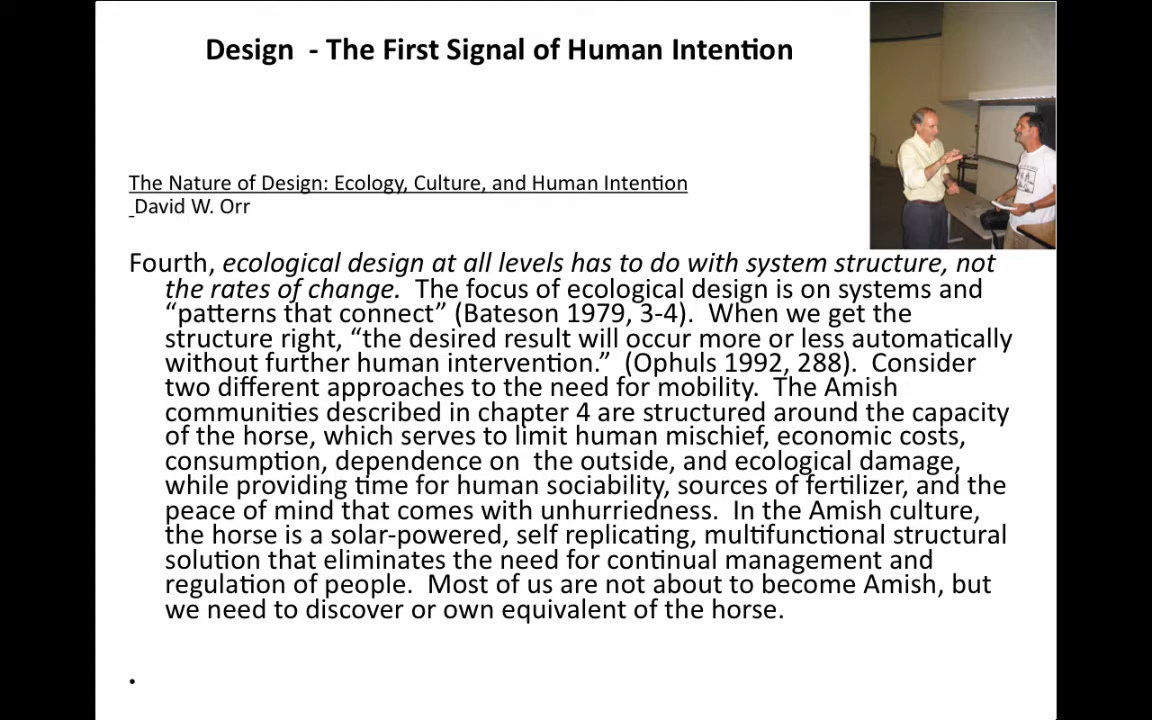 Design  - The First Signal of Human Intention
The Nature of Design: Ecology, Culture, and Human Intention
David W. Orr
Fourth, ecological design at all levels has to do with system structure, not
the rates of change.  The focus of ecological design is on systems and
“patterns that connect” (Bateson 1979, 3-4).  When we get the
structure right, “the desired result will occur more or less automatically
without further human intervention.”  (Ophuls 1992, 288).  Consider
two different approaches to the need for mobility.  The Amish
communities described in chapter 4 are structured around the capacity
of the horse, which serves to limit human mischief, economic costs,
consumption, dependence on  the outside, and ecological damage,
while providing time for human sociability, sources of fertilizer, and the
peace of mind that comes with unhurriedness.  In the Amish culture,
the horse is a solar-powered, self replicating, multifunctional structural
solution that eliminates the need for continual management and
regulation of people.  Most of us are not about to become Amish, but
we need to discover or own equivalent of the horse.